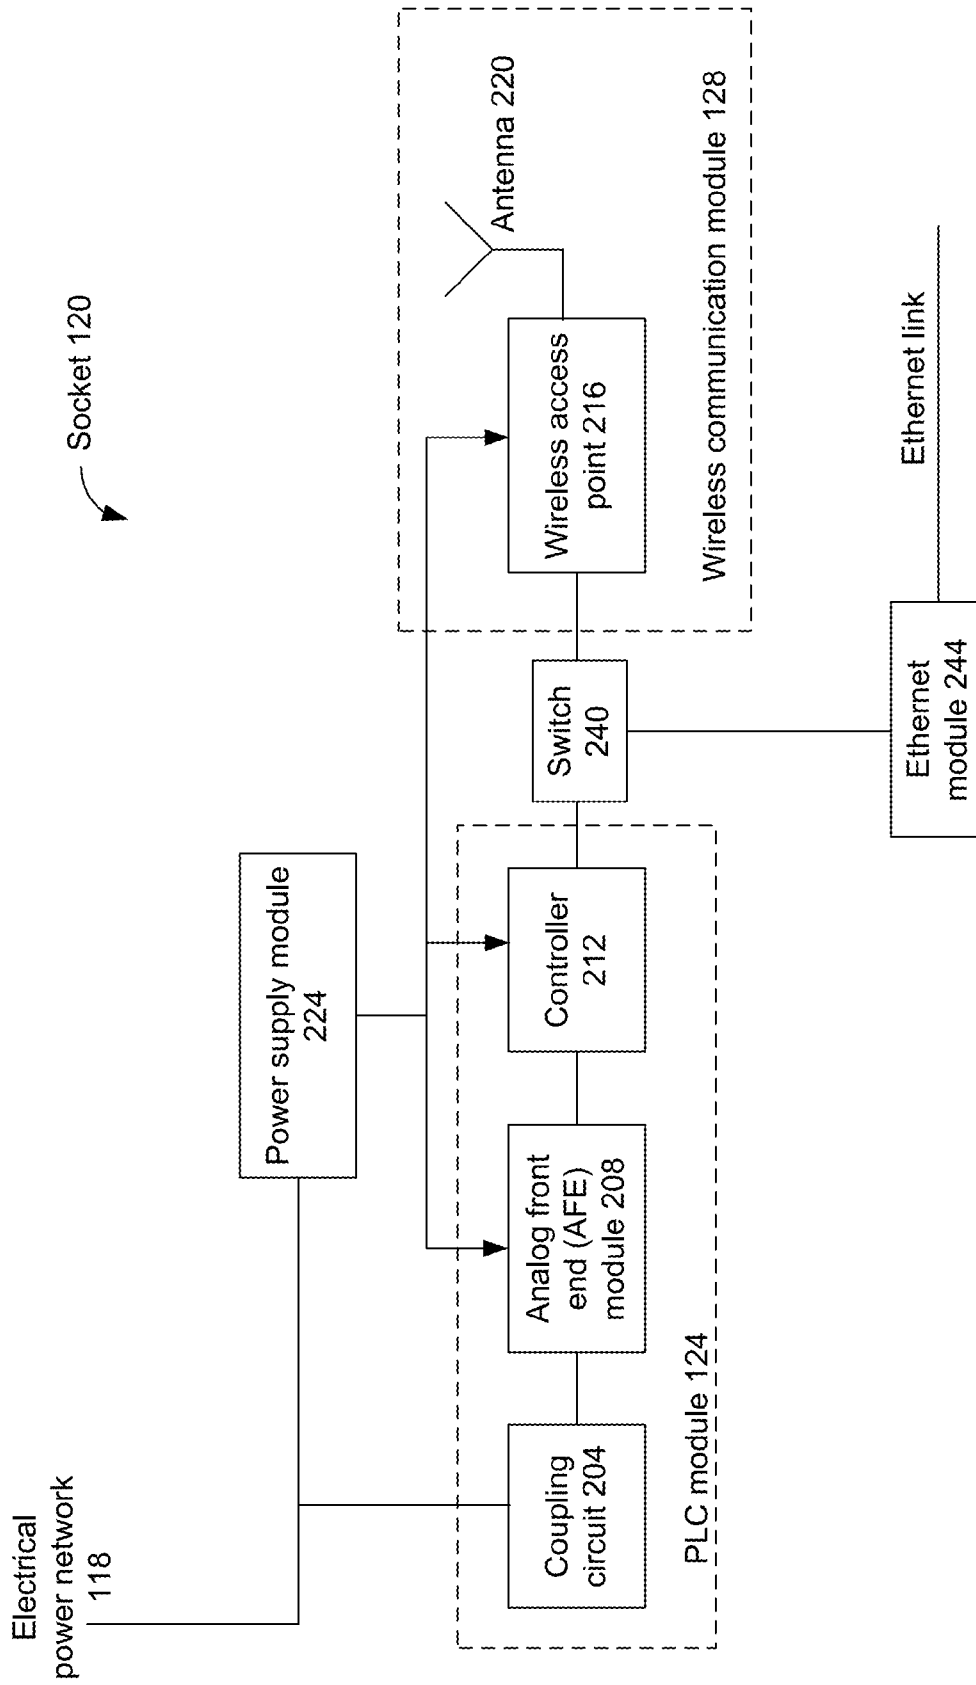 Electrical
power network
118
Socket 120
Power supply module
224
Antenna 220
Coupling
circuit 204
Analog front
end (AFE)
module 208
Controller
212
Switch
240
Wireless access
point 216
PLC module 124
Wireless communication module 128
Ethernet
module 244
Ethernet link